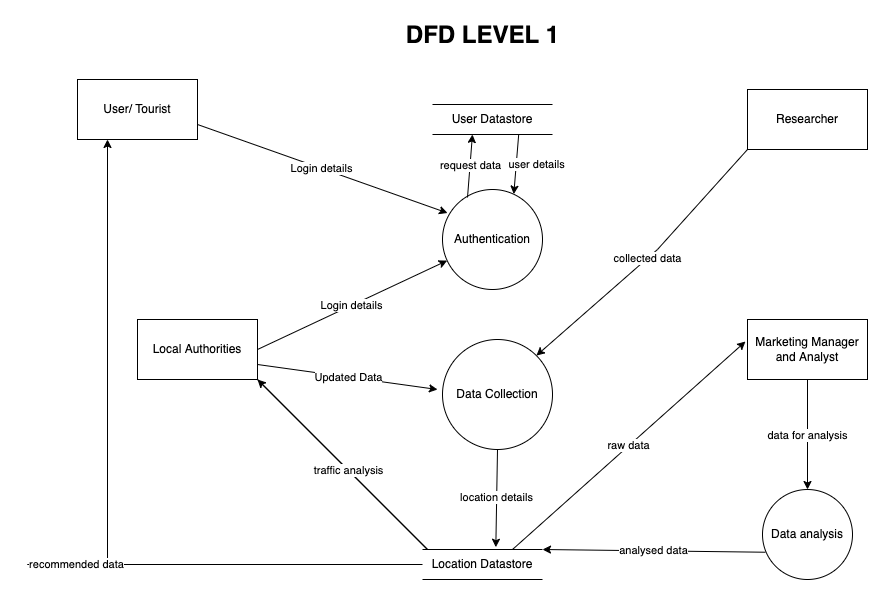 DFD LEVEL 1
User/ Tourist
User Datastore
Researcher
Login details
request data
user details
Authentication
collected data
Login details
Local Authorities
Marketing Manager
and Analyst
Updated Data
Data Collection
data for analysis
raw data
traffic analysis
location details
Data analysis
analysed data
recommended data
Location Datastore